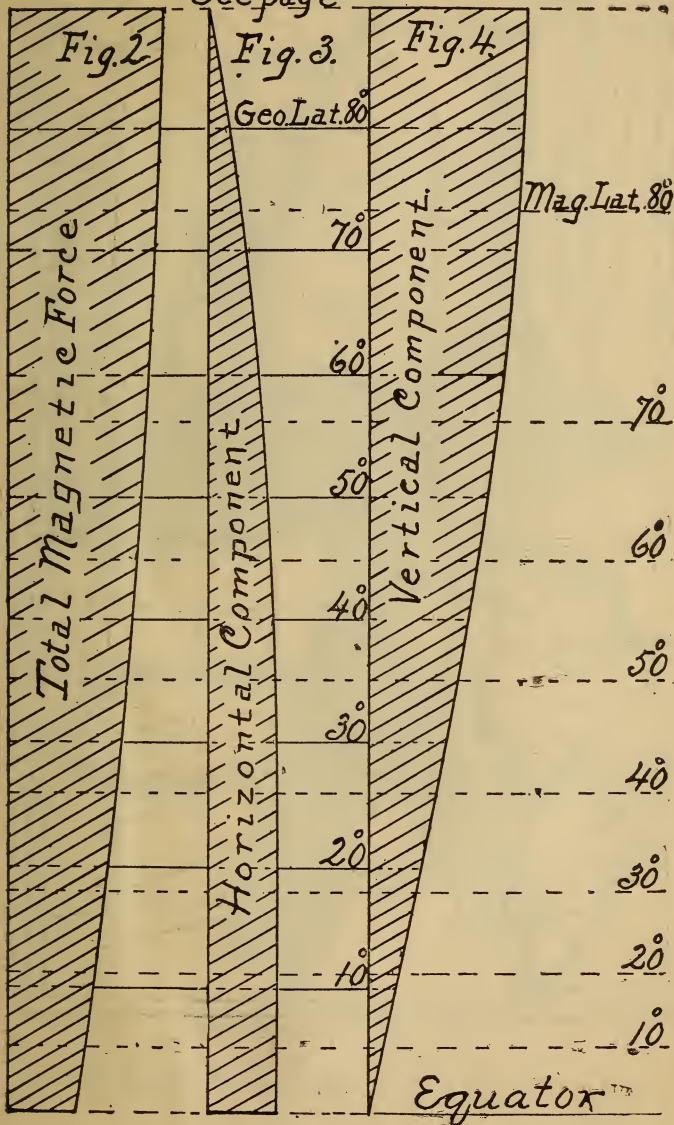 See page
Fig. 2
Fig. 3.
Fig. 4.
Geo. Lat. 80°
Mag. Lat. 80°
70°
60°
70°
50°
60°
40°
50°
30°
40°
20°
30°
20°
10°
10°
Equator
Total Magnetic Force
Horizontal Component
Vertical Component.